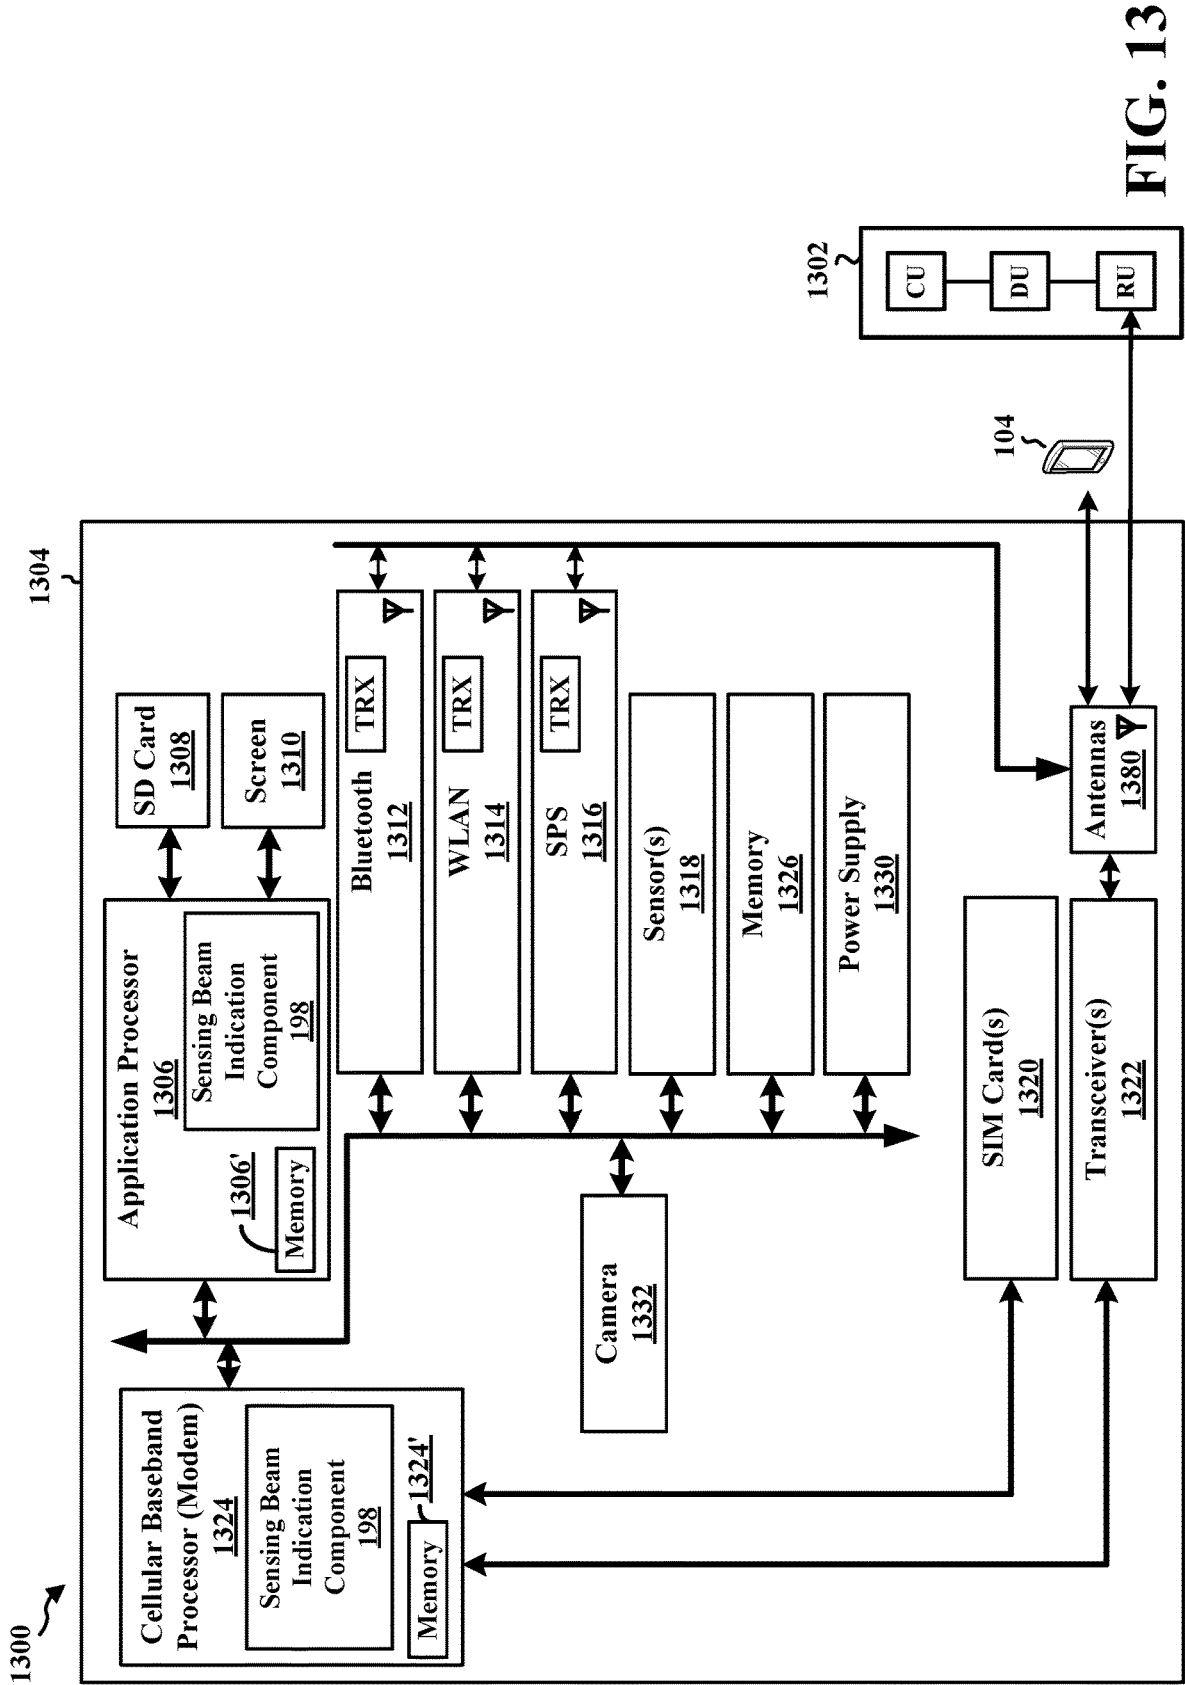 1300
1304
Cellular Baseband
Processor (Modem)
1324
Sensing Beam
Indication
Component
198
Memory
1324'
Application Processor
1306
Sensing Beam
Indication
Component
198
1306'
Memory
SD Card
1308
Screen
1310
Bluetooth
1312
TRX
WLAN
1314
TRX
SPS
1316
TRX
Camera
1332
Sensor(s)
1318
Memory
1326
Power Supply
1330
SIM Card(s)
1320
Transceiver(s)
1322
Antennas
1380
104
1302
CU
DU
RU
FIG. 13